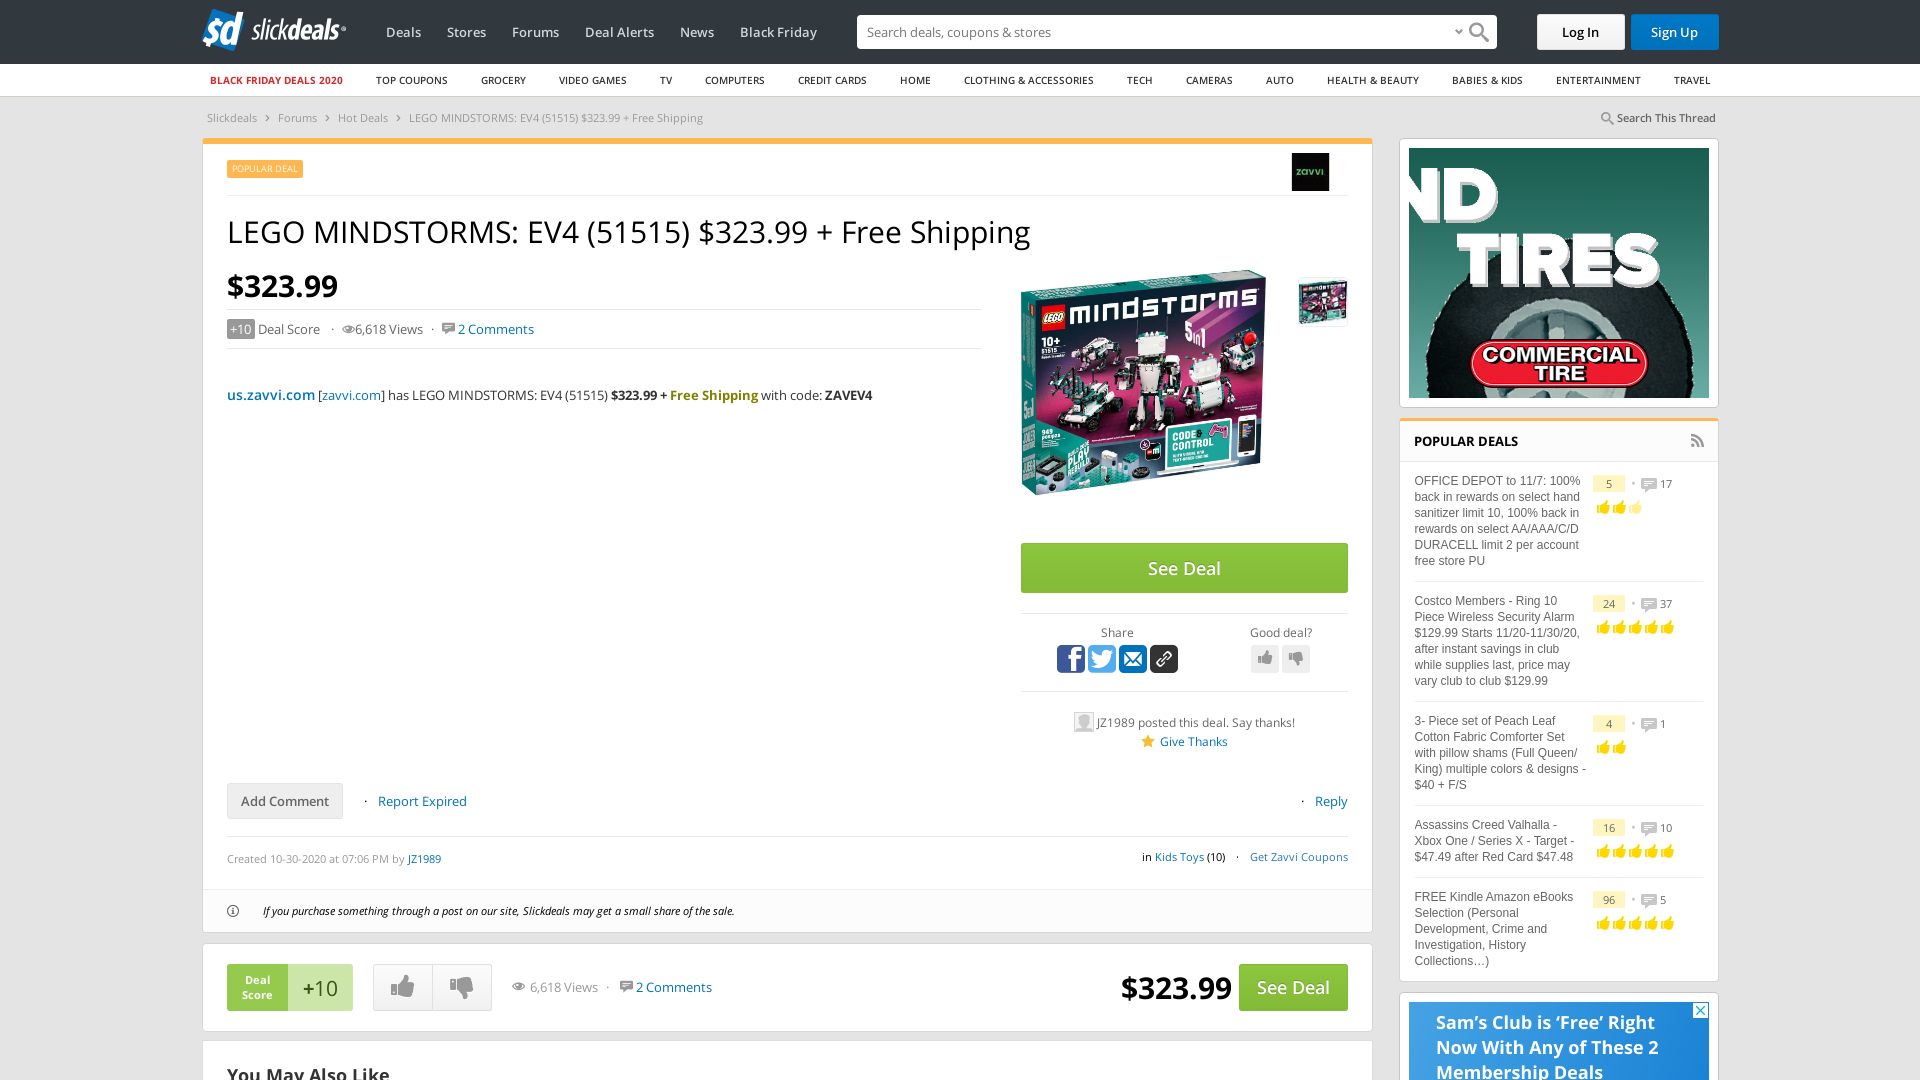 sd slickdeals
Deals
Stores
Forums
Deal Alerts
News
Black Friday
Search deals, coupons & stores
Log In
Sign Up
BLACK FRIDAY DEALS 2020
TOP COUPONS
GROCERY
VIDEO GAMES
TV
COMPUTERS
CREDIT CARDS
HOME
CLOTHING & ACCESSORIES
TECH
CAMERAS
AUTO
HEALTH & BEAUTY
BABIES & KIDS
ENTERTAINMENT
TRAVEL
Slickdeals › Forums › Hot Deals › LEGO MINDSTORMS: EV4 (51515) $323.99 + Free Shipping
Search This Thread
POPULAR DEAL
zavvi
LEGO MINDSTORMS: EV4 (51515) $323.99 + Free Shipping
$323.99
+10 Deal Score · 6,618 Views · 2 Comments
us.zavvi.com [zavvi.com] has LEGO MINDSTORMS: EV4 (51515) $323.99 + Free Shipping with code: ZAVEV4
LEGO
mindstorms
5in1
10+
51515
949
CODE & CONTROL
BUILD PLAY REBUILD
See Deal
Share
Good deal?
JZ1989 posted this deal. Say thanks!
Give Thanks
Add Comment
· Report Expired
· Reply
Created 10-30-2020 at 07:06 PM by JZ1989
in Kids Toys (10) · Get Zavvi Coupons
If you purchase something through a post on our site, Slickdeals may get a small share of the sale.
Deal
Score
+10
6,618 Views · 2 Comments
$323.99
See Deal
You May Also Like
ND
TIRES
COMMERCIAL
TIRE
POPULAR DEALS
OFFICE DEPOT to 11/7: 100%
back in rewards on select hand
sanitizer limit 10, 100% back in
rewards on select AA/AAA/C/D
DURACELL limit 2 per account
free store PU
5 • 17
Costco Members - Ring 10
Piece Wireless Security Alarm
$129.99 Starts 11/20-11/30/20,
after instant savings in club
while supplies last, price may
vary club to club $129.99
24 • 37
3- Piece set of Peach Leaf
Cotton Fabric Comforter Set
with pillow shams (Full Queen/
King) multiple colors & designs -
$40 + F/S
4 • 1
Assassins Creed Valhalla -
Xbox One / Series X - Target -
$47.49 after Red Card $47.48
16 • 10
FREE Kindle Amazon eBooks
Selection (Personal
Development, Crime and
Investigation, History
Collections…)
96 • 5
Sam's Club is ‘Free’ Right
Now With Any of These 2
Membership Deals